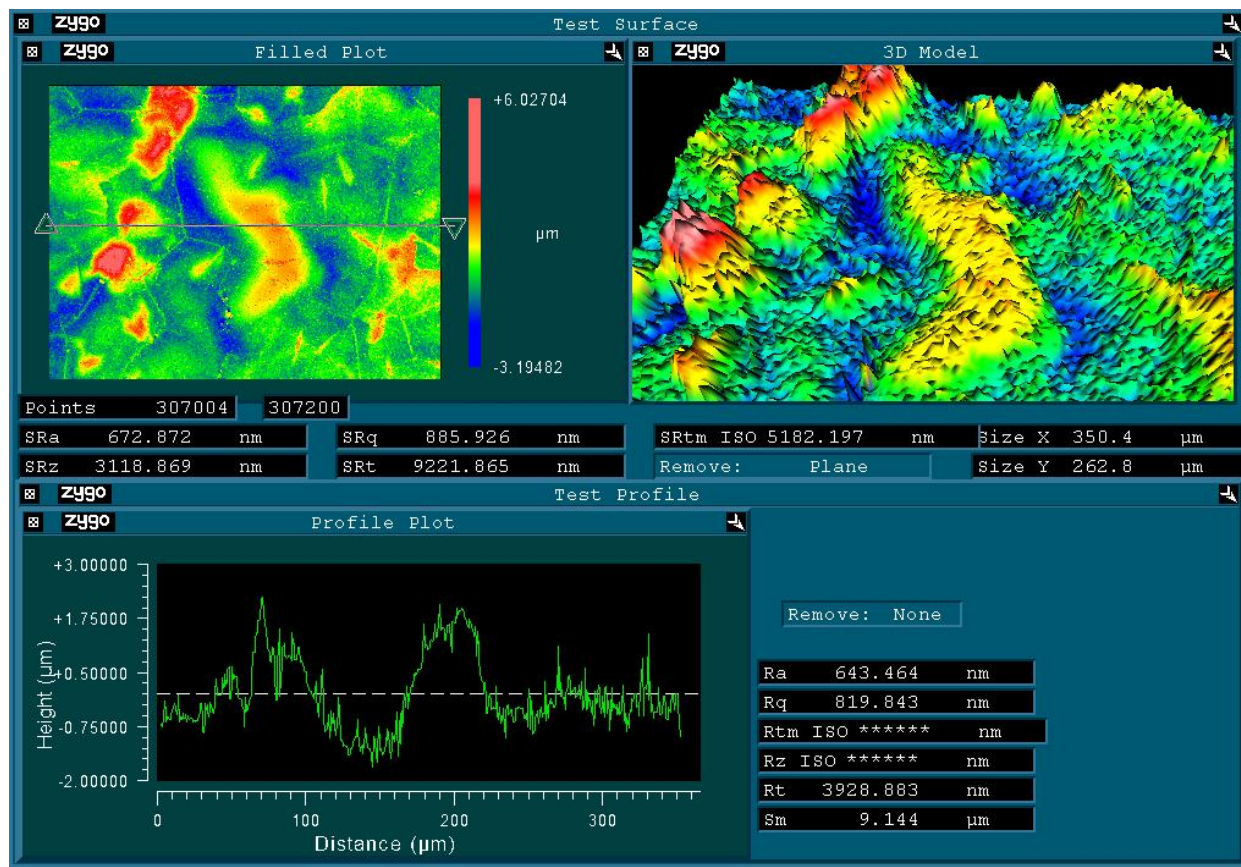 zygo Test Surface
zygo Filled Plot
+6.02704
µm
-3.19482
zygo 3D Model
Points 307004 307200
SRa 672.872 nm SRq 885.926 nm SRtm ISO 5182.197 nm Size X 350.4 µm
SRz 3118.869 nm SRt 9221.865 nm Remove: Plane Size Y 262.8 µm
zygo Test Profile
zygo Profile Plot
+3.00000
+1.75000
+0.50000
-0.75000
-2.00000
Height (µm)
0 100 200 300
Distance (µm)
Remove: None
Ra 643.464 nm
Rq 819.843 nm
Rtm ISO ****** nm
Rz ISO ****** nm
Rt 3928.883 nm
Sm 9.144 µm